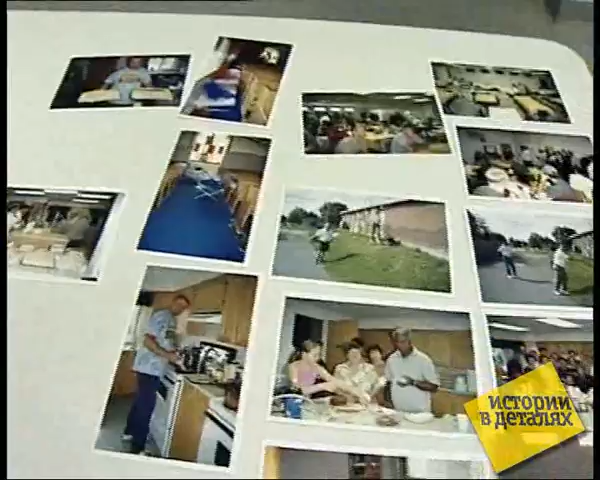 истории
в деталях